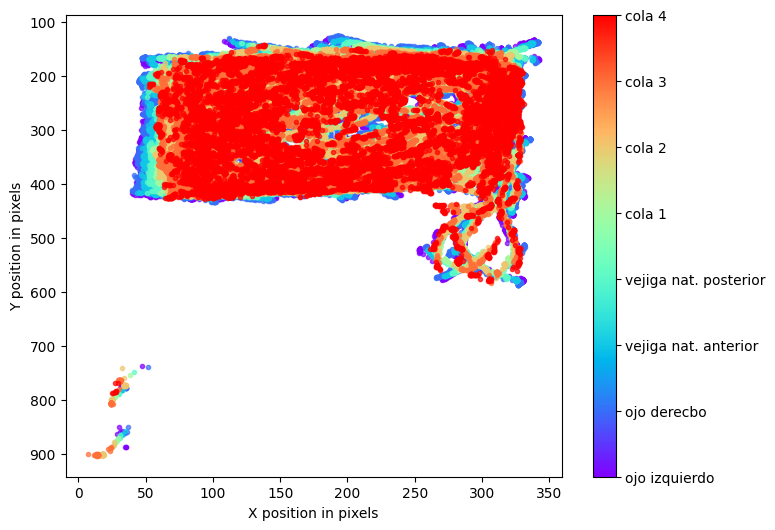 100
200
300
400
500
600
700
800
900
Y position in pixels
0 50 100 150 200 250 300 350
X position in pixels
cola 4
cola 3
cola 2
cola 1
vejiga nat. posterior
vejiga nat. anterior
ojo derecbo
ojo izquierdo